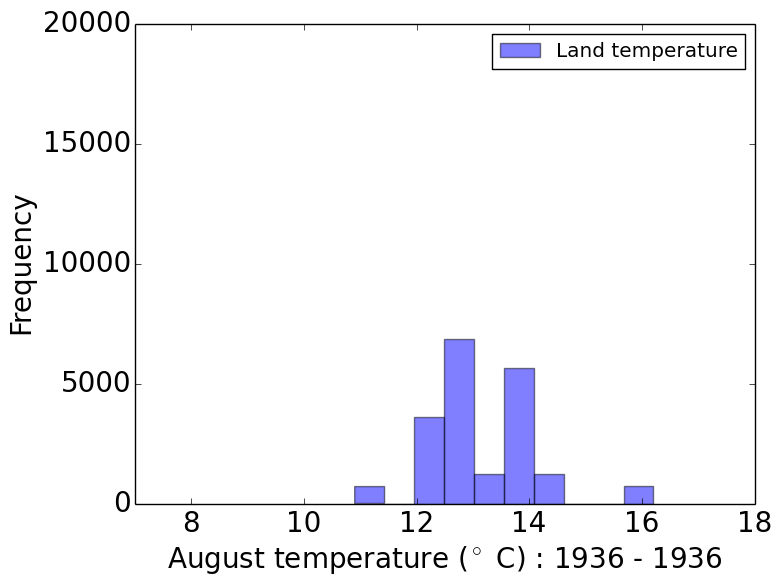 20000
15000
10000
5000
0
Frequency
Land temperature
8 10 12 14 16 18
August temperature (° C) : 1936 - 1936